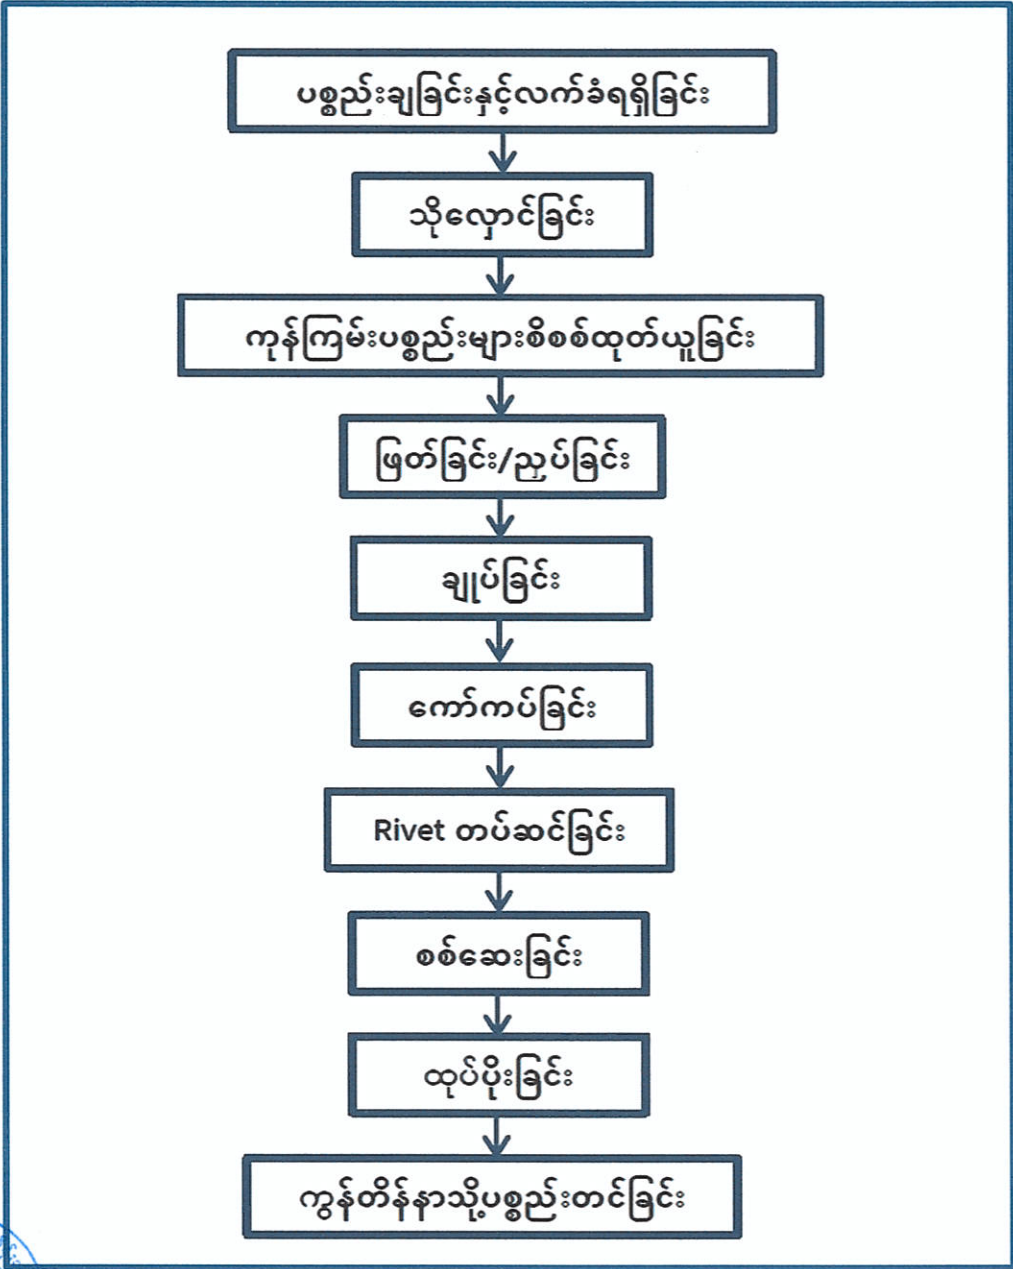 ပစ္စည်းချခြင်းနှင့်လက်ခံရရှိခြင်း
သိုလှောင်ခြင်း
ကုန်ကြမ်းပစ္စည်းများစိစစ်ထုတ်ယူခြင်း
ဖြတ်ခြင်း/ညှပ်ခြင်း
ချုပ်ခြင်း
ကော်ကပ်ခြင်း
Rivet တပ်ဆင်ခြင်း
စစ်ဆေးခြင်း
ထုပ်ပိုးခြင်း
ကွန်တိန်နာသို့ပစ္စည်းတင်ခြင်း